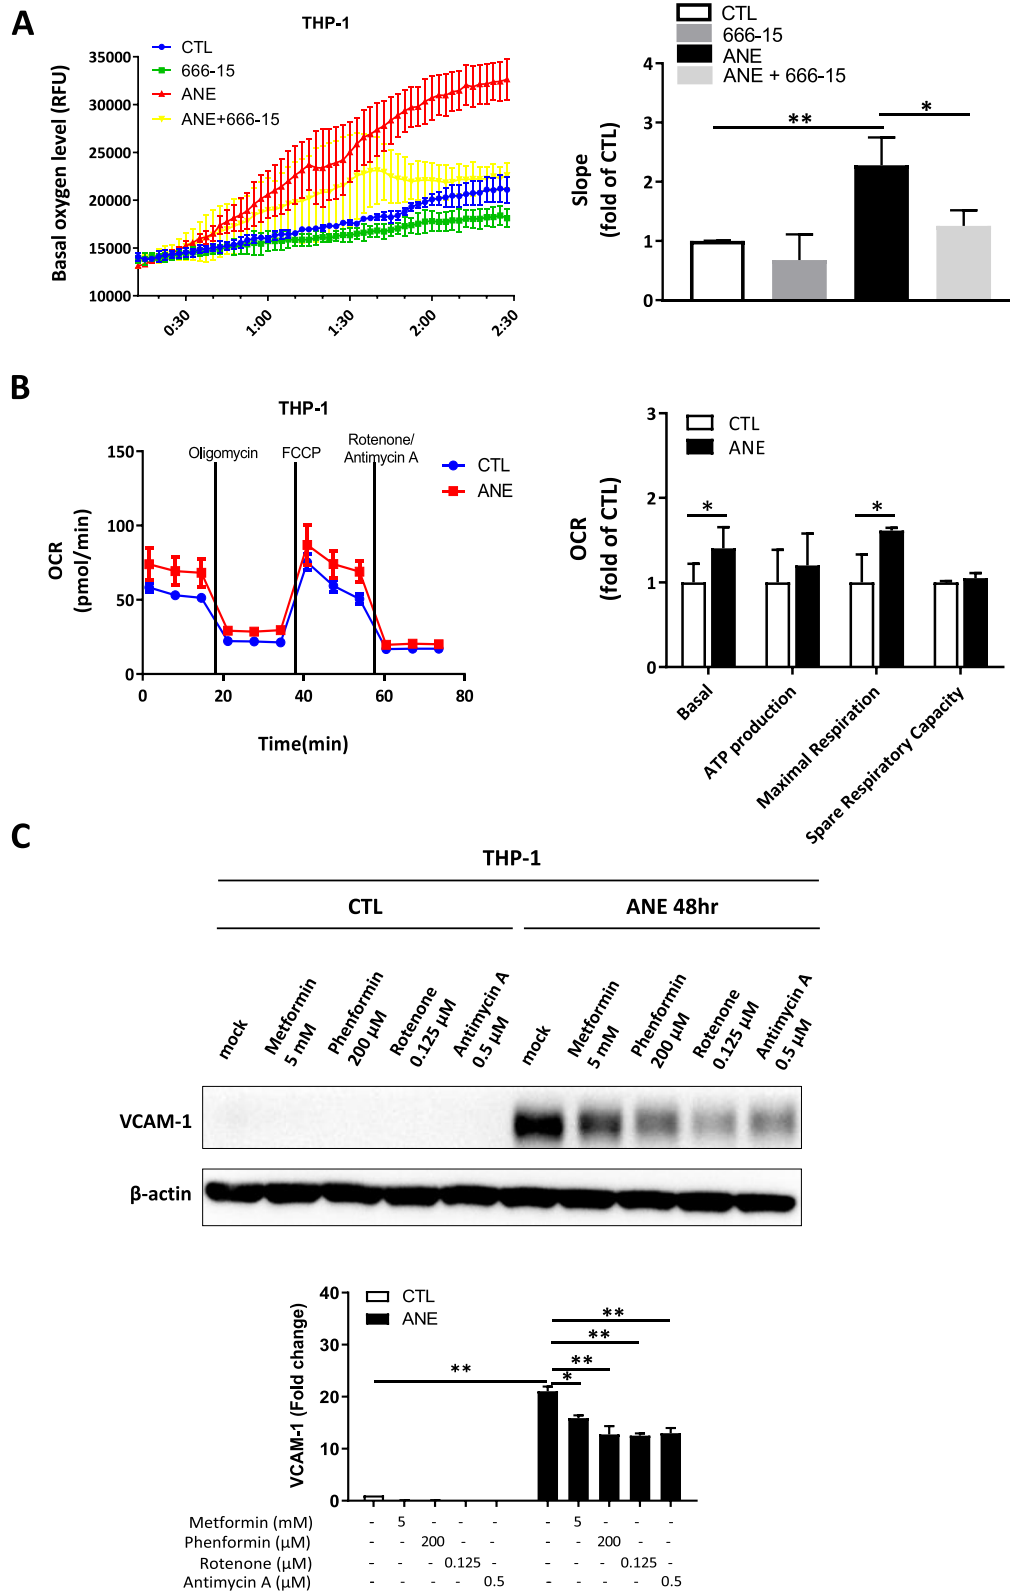 A
THP-1
CTL
666-15
ANE
ANE+666-15
Basal oxygen level (RFU)
35000
30000
25000
20000
15000
10000
0:30
1:00
1:30
2:00
2:30
CTL
666-15
ANE
ANE + 666-15
Slope
(fold of CTL)
4
3
2
1
0
**
*
B
THP-1
Oligomycin
FCCP
Rotenone/
Antimycin A
CTL
ANE
OCR
(pmol/min)
150
100
50
0
0 20 40 60 80
Time(min)
CTL
ANE
OCR
(fold of CTL)
3
2
1
0
*
*
Basal
ATP production
Maximal Respiration
Spare Respiratory Capacity
C
THP-1
CTL
ANE 48hr
mock
Metformin
5 mM
Phenformin
200 µM
Rotenone
0.125 µM
Antimycin A
0.5 µM
mock
Metformin
5 mM
Phenformin
200 µM
Rotenone
0.125 µM
Antimycin A
0.5 µM
VCAM-1
β-actin
CTL
ANE
VCAM-1 (Fold change)
40
30
20
10
0
**
**
**
**
*
Metformin (mM) - 5 - - - - 5 - - -
Phenformin (µM) - - 200 - - - - 200 - -
Rotenone (µM) - - - 0.125 - - - - 0.125 -
Antimycin A (µM) - - - - 0.5 - - - - 0.5